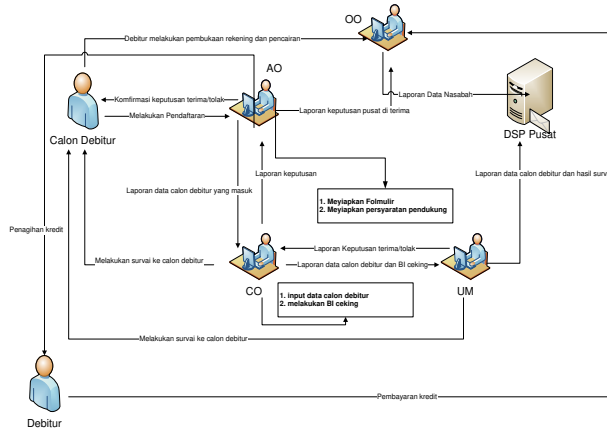 OO
Debitur melakukan pembukaan rekening dan pencairan
AO
Laporan Data Nasabah
Komfirmasi keputusan terima/tolak
Laporan keputusan pusat di terima
Melakukan Pendaftaran
DSP Pusat
Calon Debitur
Laporan keputusan
Laporan data calon debitur dan hasil surv
Laporan data calon debitur yang masuk
1. Meyiapkan Folmulir
2. Meyiapkan persyaratan pendukung
Penagihan kredit
Laporan Keputusan terima/tolak
Melakukan survai ke calon debitur
Laporan data calon debitur dan BI ceking
CO
UM
1. input data calon debitur
2. melakukan BI ceking
Melakukan survai ke calon debitur
Pembayaran kredit
Debitur